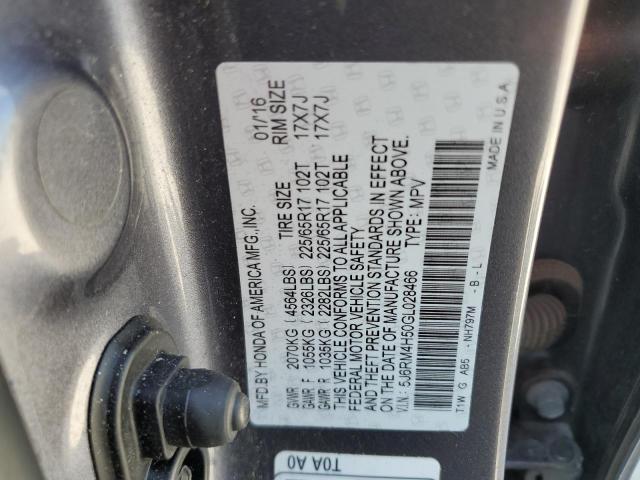 MFD.BY HONDA OF AMERICA MFG.,INC. 01/'16
TIRE SIZE RIM SIZE
GVWR 2070KG (4564LBS)
GAWR F 1055KG (2326LBS) 225/65R17 102T 17X7J
GAWR R 1035KG (2282LBS) 225/65R17 102T 17X7J
THIS VEHICLE CONFORMS TO ALL APPLICABLE
FEDERAL MOTOR VEHICLE SAFETY
AND THEFT PREVENTION STANDARDS IN EFFECT
ON THE DATE OF MANUFACTURE SHOWN ABOVE.
V.I.N.: 5J6RM4H50GL028466 TYPE: MPV
T1W G AB5 -NH797M -B-L MADE IN U.S.A.
T0A A0